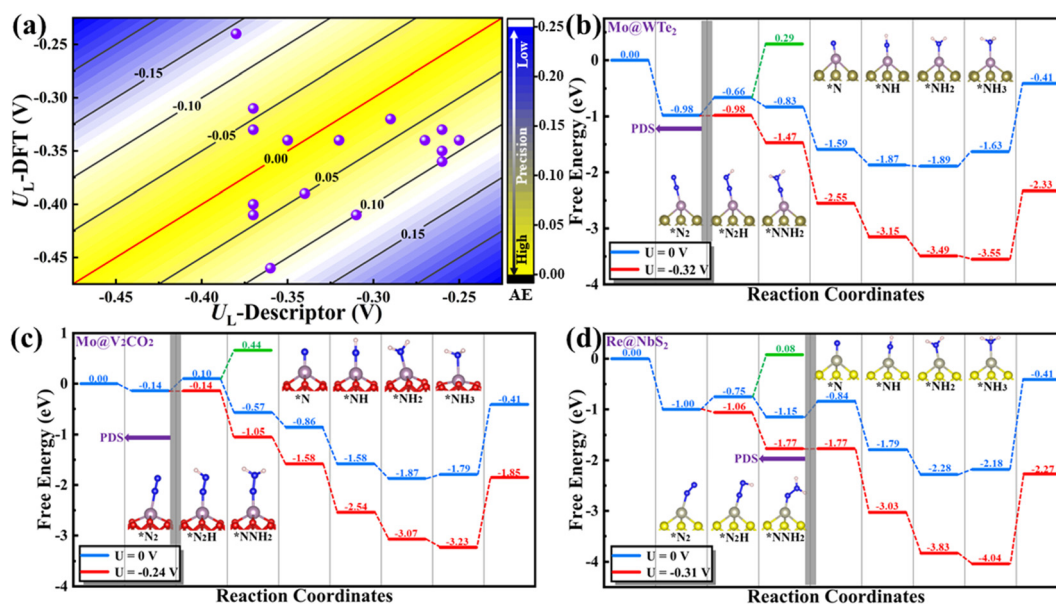 (a)
-0.25
-0.30
-0.35
-0.40
-0.45
UL-DFT (V)
-0.15
-0.10
-0.05
0.00
0.05
0.10
0.15
-0.45
-0.40
-0.35
-0.30
-0.25
UL-Descriptor (V)
0.25
0.20
0.15
0.10
0.05
0.00
Low
Precision
High
AE
(b)
Mo@WTe2
Free Energy (eV)
0
-1
-2
-3
-4
0.00
-0.98
-0.66
0.29
-0.83
-1.59
-1.87
-1.89
-1.63
-0.41
-0.98
-1.47
-2.55
-3.15
-3.49
-3.55
-2.33
PDS
*N
*NH
*NH2
*NH3
*N2
*N2H
*NNH2
U = 0 V
U = -0.32 V
Reaction Coordinates
(c)
Mo@V2CO2
Free Energy (eV)
1
0
-1
-2
-3
-4
0.00
-0.14
0.10
0.44
-0.57
-0.86
-1.58
-1.87
-1.79
-0.41
-0.14
-1.05
-1.58
-2.54
-3.07
-3.23
-1.85
PDS
*N
*NH
*NH2
*NH3
*N2
*N2H
*NNH2
U = 0 V
U = -0.24 V
Reaction Coordinates
(d)
Re@NbS2
Free Energy (eV)
0
-1
-2
-3
-4
0.00
-1.00
-0.75
0.08
-1.15
-0.84
-1.79
-2.28
-2.18
-0.41
-1.06
-1.77
-1.77
-3.03
-3.83
-4.04
-2.27
PDS
*N
*NH
*NH2
*NH3
*N2
*N2H
*NNH2
U = 0 V
U = -0.31 V
Reaction Coordinates